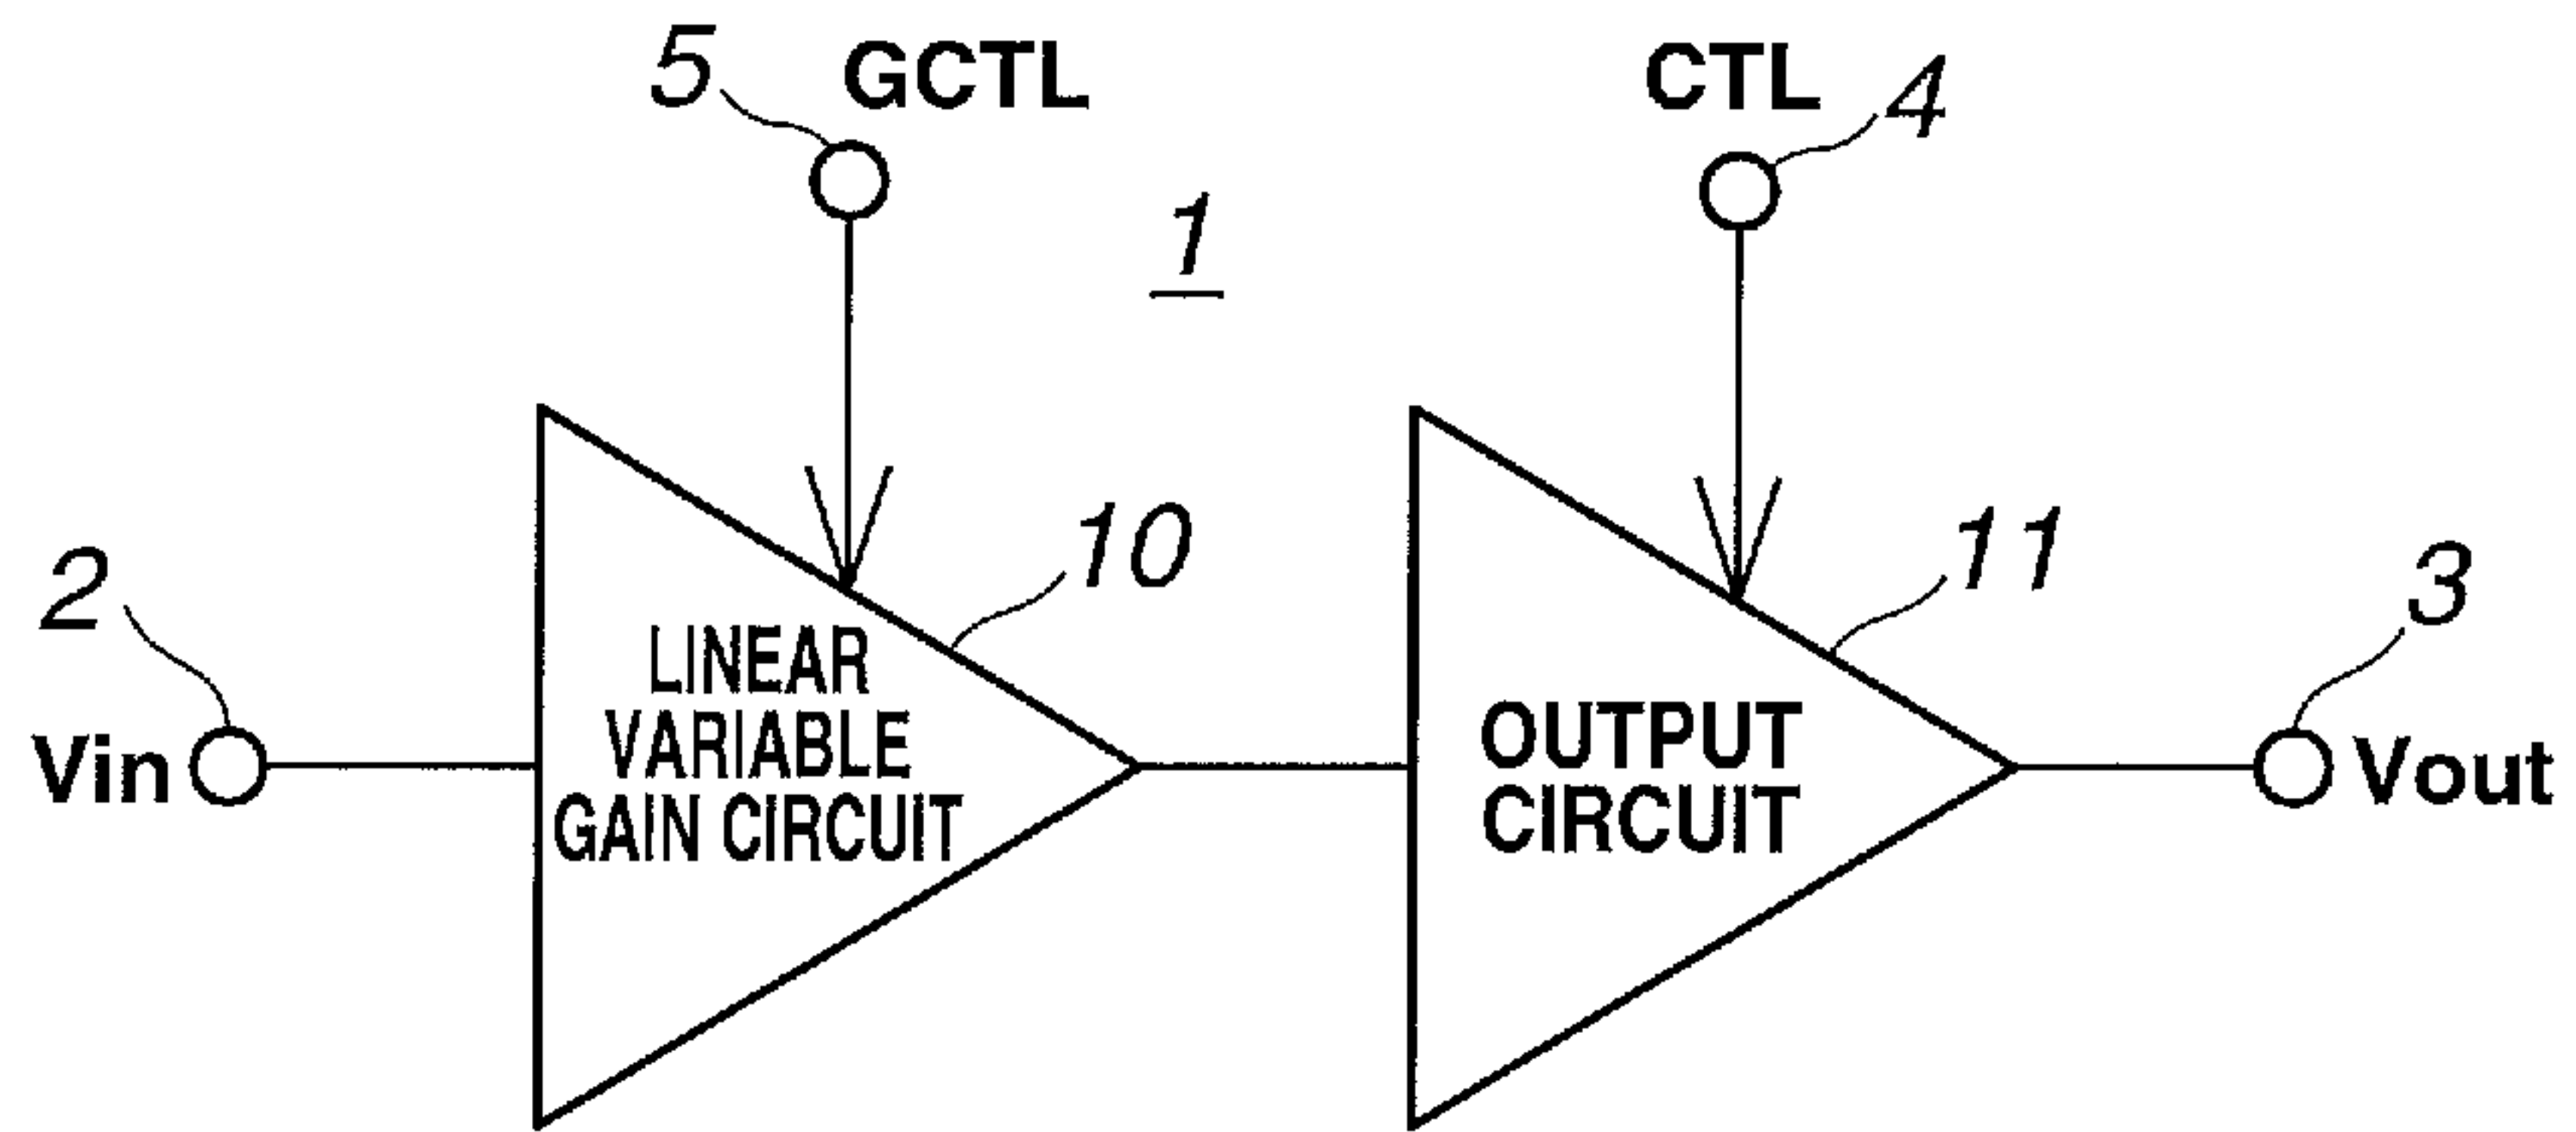 5 GCTL
CTL 4
1
10
11
2
3
LINEAR
VARIABLE
GAIN CIRCUIT
OUTPUT
CIRCUIT
Vin
Vout